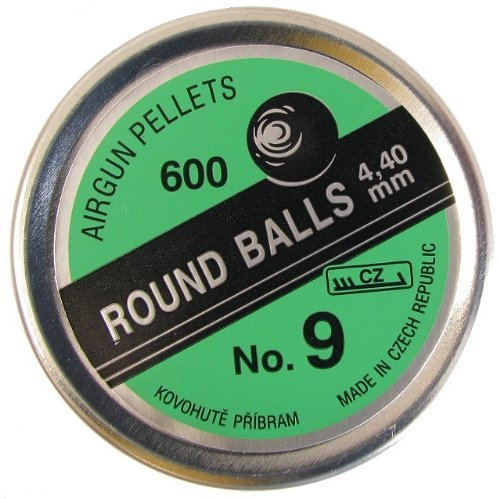 AIRGUN PELLETS
600
ROUND BALLS 4,40 mm
CZ
No. 9
KOVOHUTĚ PŘÍBRAM
MADE IN CZECH REPUBLIC